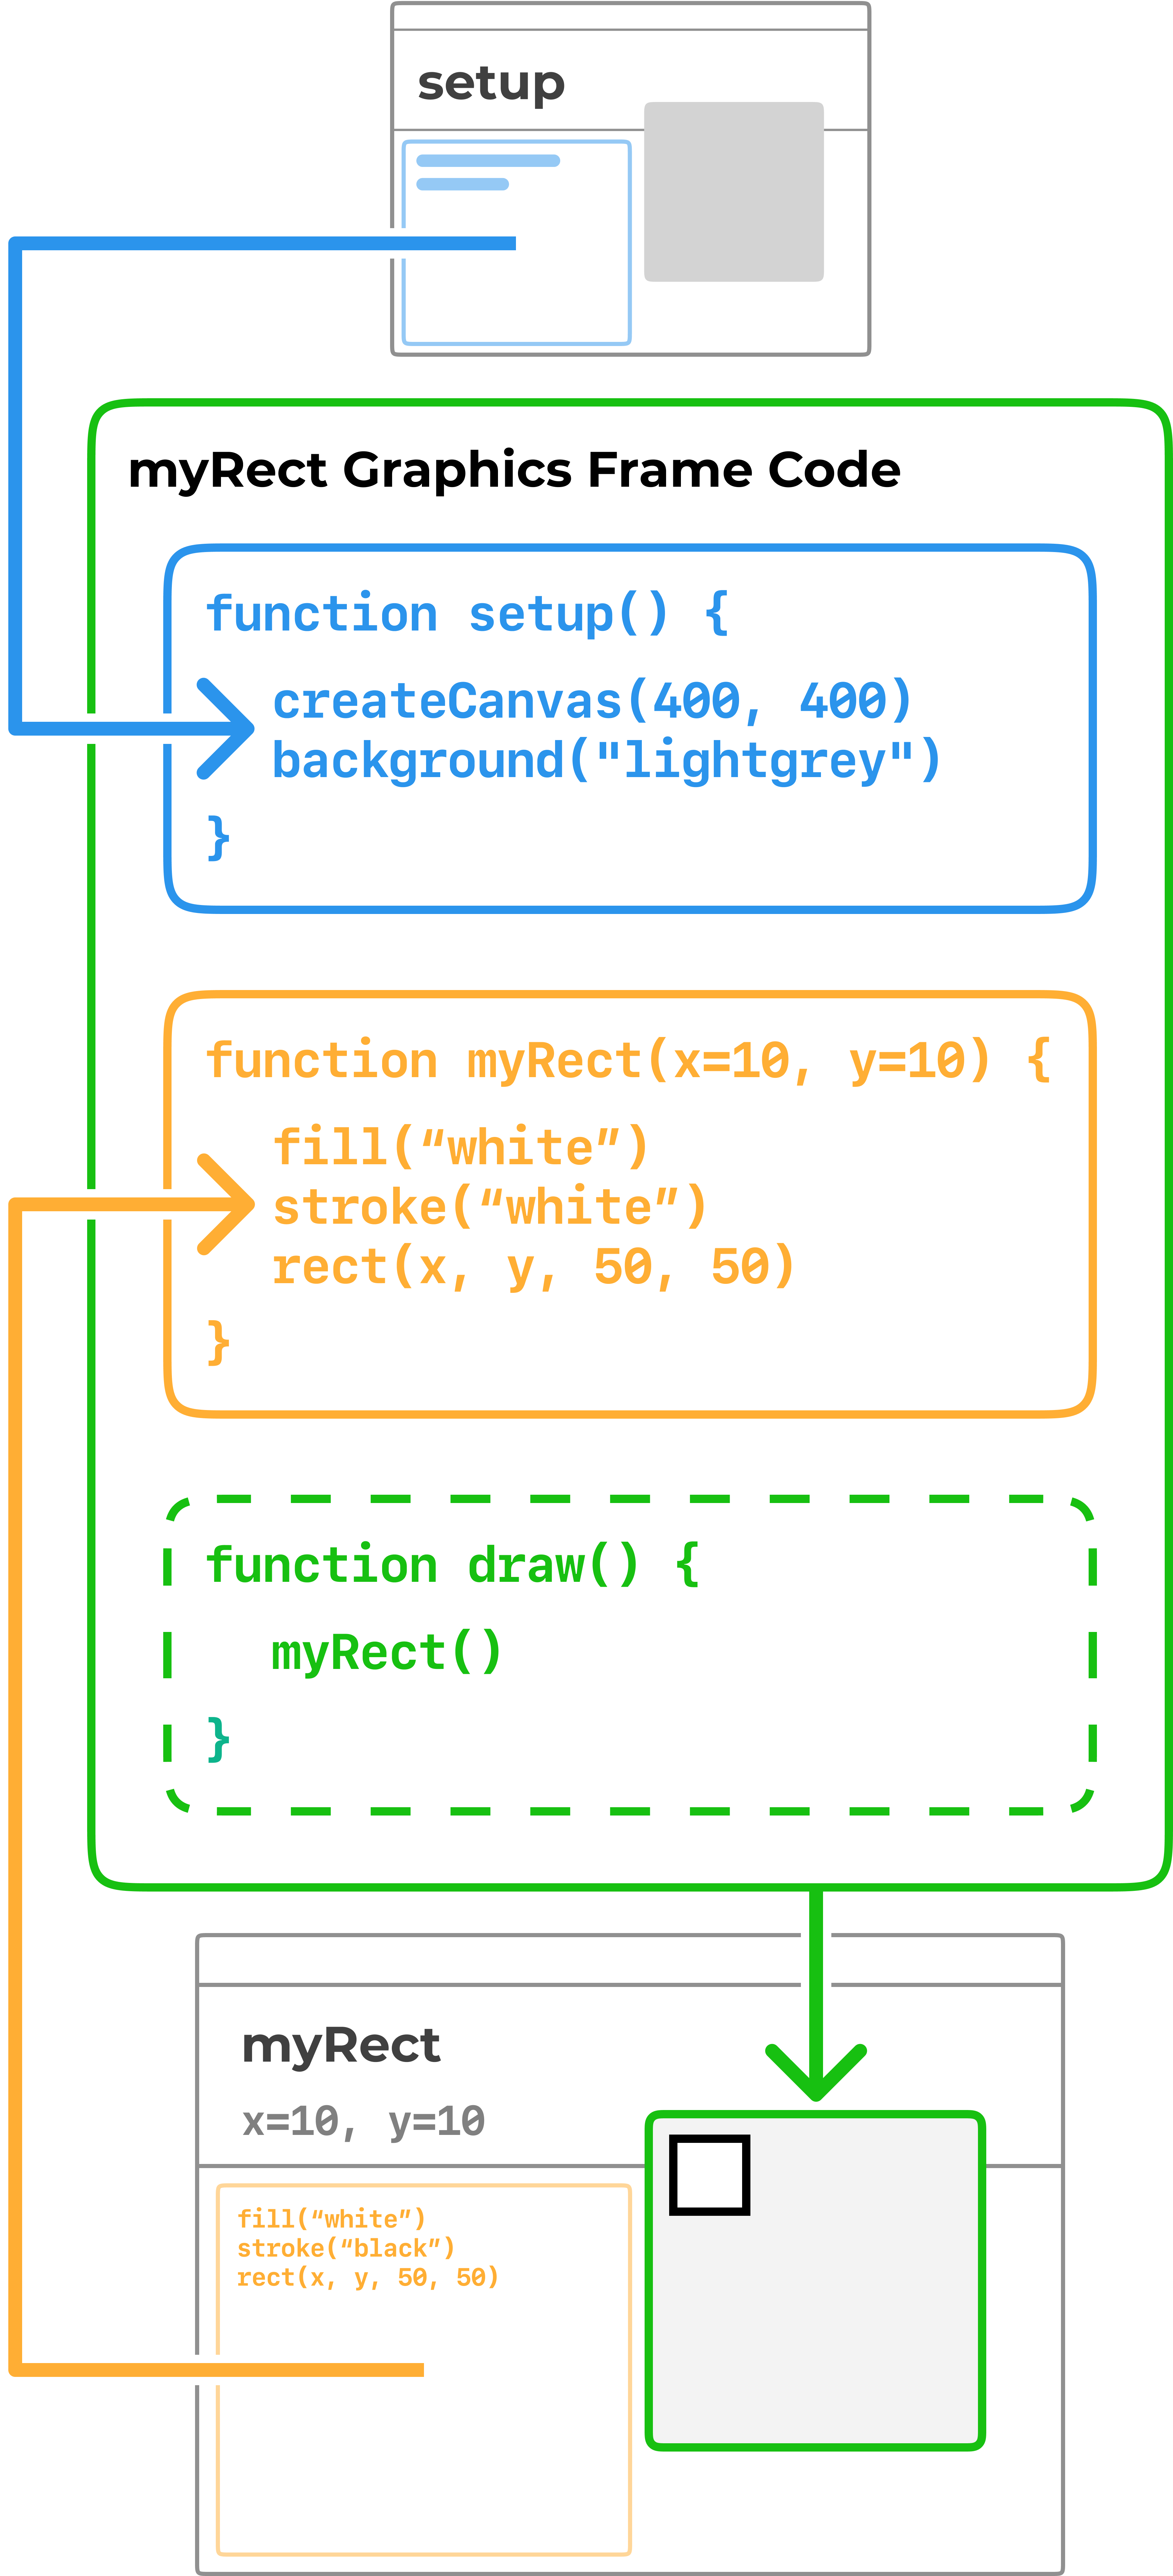 setup
myRect Graphics Frame Code
function setup() {
createCanvas(400, 400)
background("lightgrey")
}
function myRect(x=10, y=10) {
fill(“white”)
stroke(“white”)
rect(x, y, 50, 50)
}
function draw() {
myRect()
}
myRect
x=10, y=10
fill(“white”)
stroke(“black”)
rect(x, y, 50, 50)